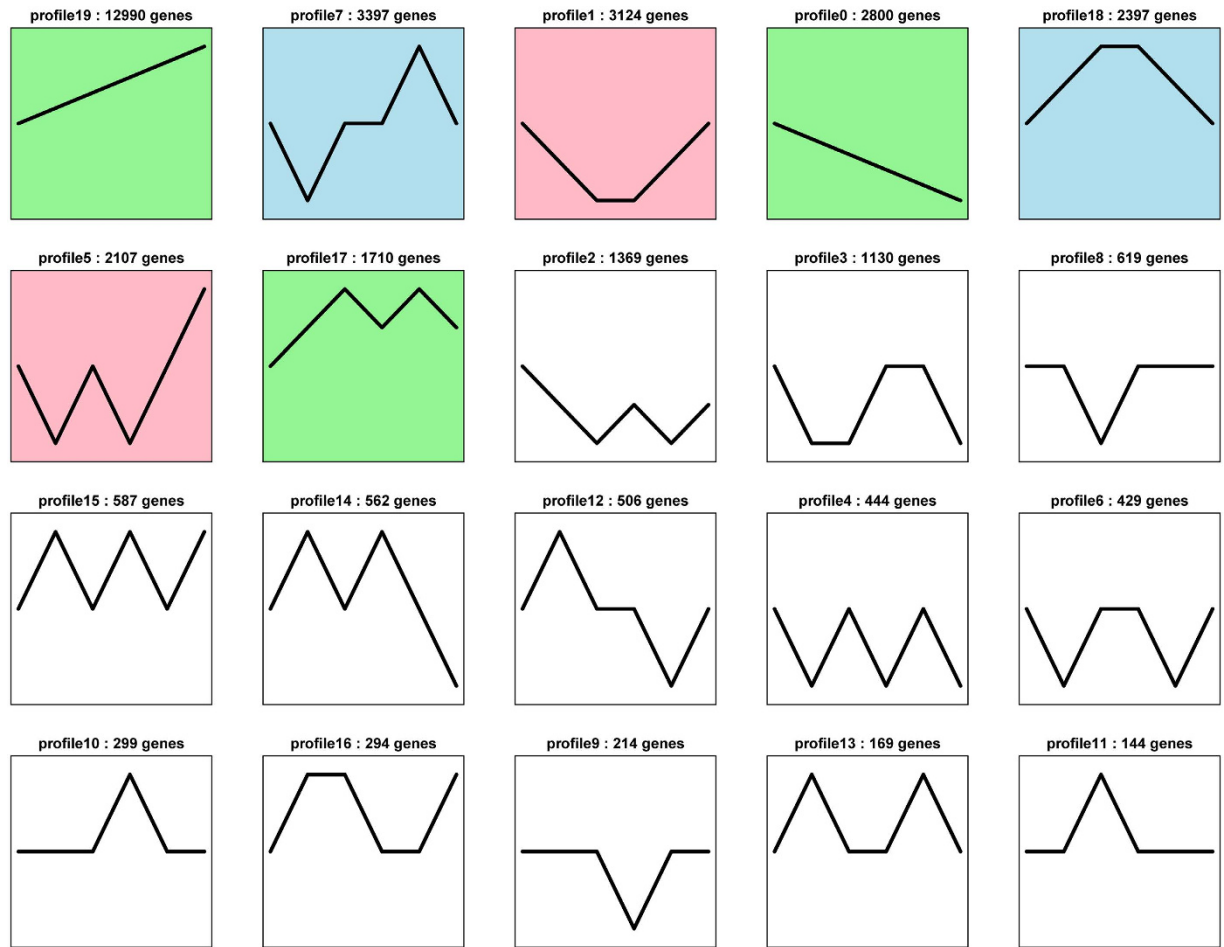 profile19 : 12990 genes
profile7 : 3397 genes
profile1 : 3124 genes
profile0 : 2800 genes
profile18 : 2397 genes
profile5 : 2107 genes
profile17 : 1710 genes
profile2 : 1369 genes
profile3 : 1130 genes
profile8 : 619 genes
profile15 : 587 genes
profile14 : 562 genes
profile12 : 506 genes
profile4 : 444 genes
profile6 : 429 genes
profile10 : 299 genes
profile16 : 294 genes
profile9 : 214 genes
profile13 : 169 genes
profile11 : 144 genes